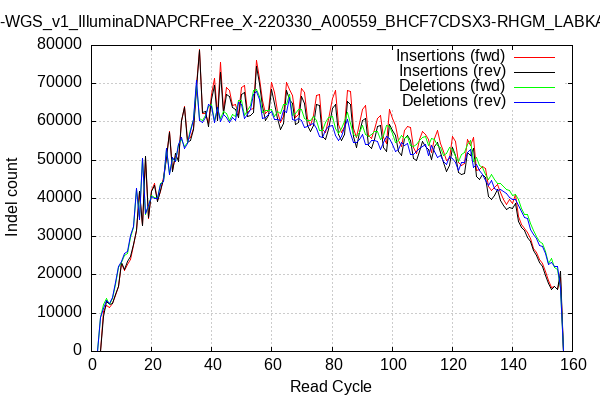 -WGS_v1_IlluminaDNAPCRFree_X-220330_A00559_BHCF7CDSX3-RHGM_LABKA
Insertions (fwd)
Insertions (rev)
Deletions (fwd)
Deletions (rev)
80000
70000
60000
50000
40000
30000
20000
10000
0
Indel count
0 20 40 60 80 100 120 140 160
Read Cycle